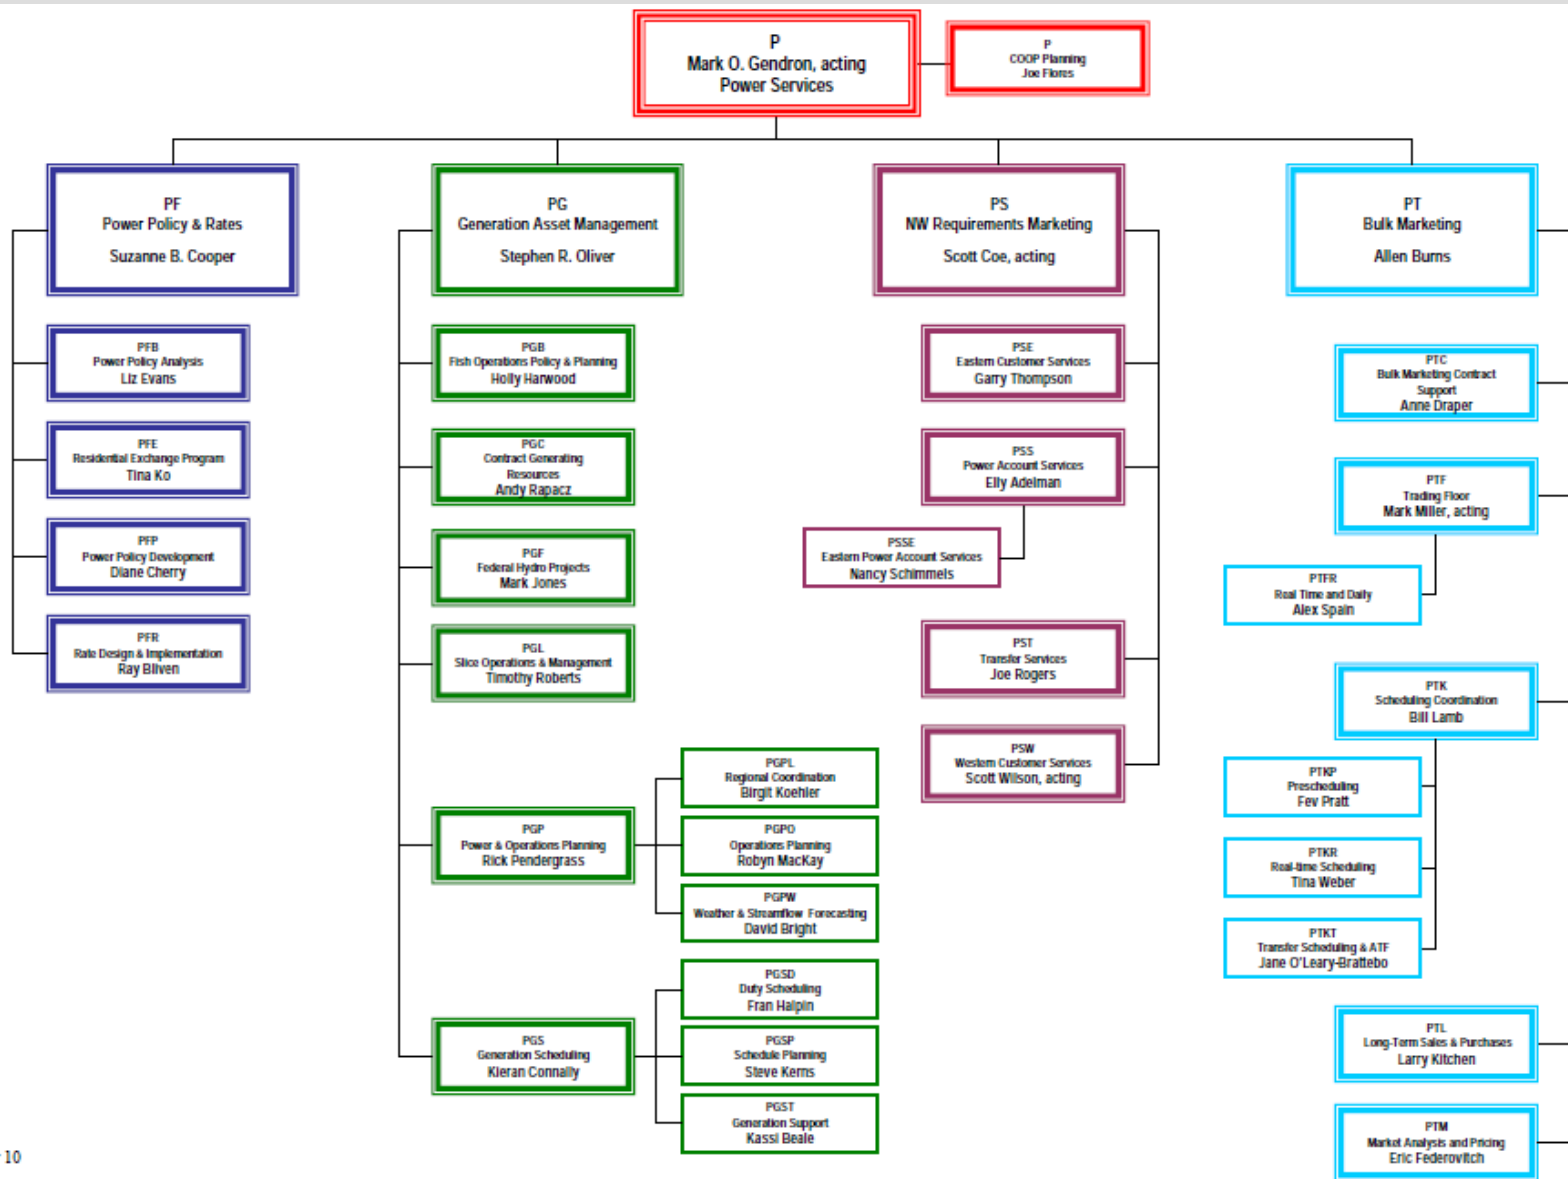 P
Mark O. Gendron, acting
Power Services
P
COOP Planning
Joe Flores
PF
Power Policy & Rates
Suzanne B. Cooper
PG
Generation Asset Management
Stephen R. Oliver
PS
NW Requirements Marketing
Scott Coe, acting
PT
Bulk Marketing
Allen Burns
PFB
Power Policy Analysis
Liz Evans
PFE
Residential Exchange Program
Tina Ko
PFP
Power Policy Development
Diane Cherry
PFR
Rate Design & Implementation
Ray Bliven
PGB
Fish Operations Policy & Planning
Holly Harwood
PGC
Contract Generating
Resources
Andy Rapacz
PGF
Federal Hydro Projects
Mark Jones
PGL
Slice Operations & Management
Timothy Roberts
PGP
Power & Operations Planning
Rick Pendergrass
PGPL
Regional Coordination
Birgit Koehler
PGPO
Operations Planning
Robyn MacKay
PGPW
Weather & Streamflow Forecasting
David Bright
PGS
Generation Scheduling
Kieran Connally
PGSD
Duty Scheduling
Fran Halpin
PGSP
Schedule Planning
Steve Kerns
PGST
Generation Support
Kassi Beale
PSE
Eastern Customer Services
Garry Thompson
PSS
Power Account Services
Elly Adelman
PSSE
Eastern Power Account Services
Nancy Schimmels
PST
Transfer Services
Joe Rogers
PSW
Western Customer Services
Scott Wilson, acting
PTC
Bulk Marketing Contract
Support
Anne Draper
PTF
Trading Floor
Mark Miller, acting
PTFR
Real Time and Daily
Alex Spain
PTK
Scheduling Coordination
Bill Lamb
PTKP
Prescheduling
Fev Pratt
PTKR
Real-time Scheduling
Tina Weber
PTKT
Transfer Scheduling & ATF
Jane O'Leary-Brattebo
PTL
Long-Term Sales & Purchases
Larry Kitchen
PTM
Market Analysis and Pricing
Eric Federovitch
10